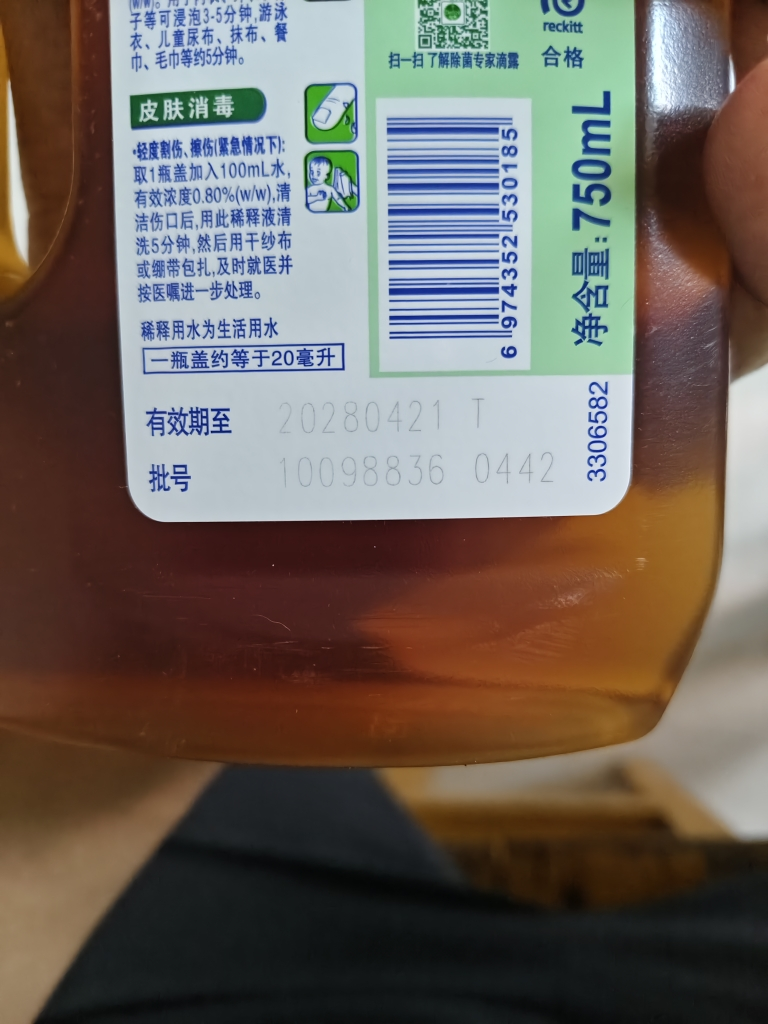 子等可浸泡3-5分钟,游泳
衣、儿童尿布、抹布、餐
巾、毛巾等约5分钟。
皮肤消毒
•轻度割伤、擦伤(紧急情况下):
取1瓶盖加入100mL水,
有效浓度0.80%(w/w),清
洁伤口后,用此稀释液清
洗5分钟,然后用干纱布
或绷带包扎,及时就医并
按医嘱进一步处理。
稀释用水为生活用水
一瓶盖约等于20毫升
扫一扫 了解除菌专家滴露
reckitt
合格
6 974352 530185
净含量:750mL
有效期至 20280421 T
批号 10098836 0442
3306582